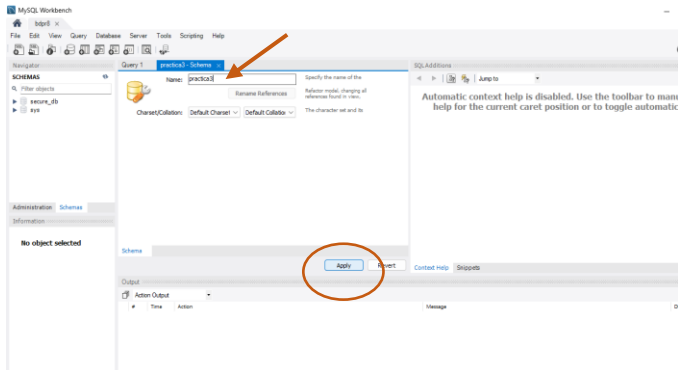 MySQL Workbench
bdpr8 ×
File Edit View Query Database Server Tools Scripting Help
Navigator
SCHEMAS
Filter objects
secure_db
sys
Administration Schemas
Information
No object selected
Query 1 practica3 - Schema ×
Name: practica3
Specify the name of the
Rename References
Refactor model, changing all
references found in view,
Charset/Collation: Default Charset Default Collation
The character set and its
Schema
Apply Revert
SQLAdditions
Jump to
Automatic context help is disabled. Use the toolbar to manu
help for the current caret position or to toggle automatic
Context Help Snippets
Output
Action Output
# Time Action Message D